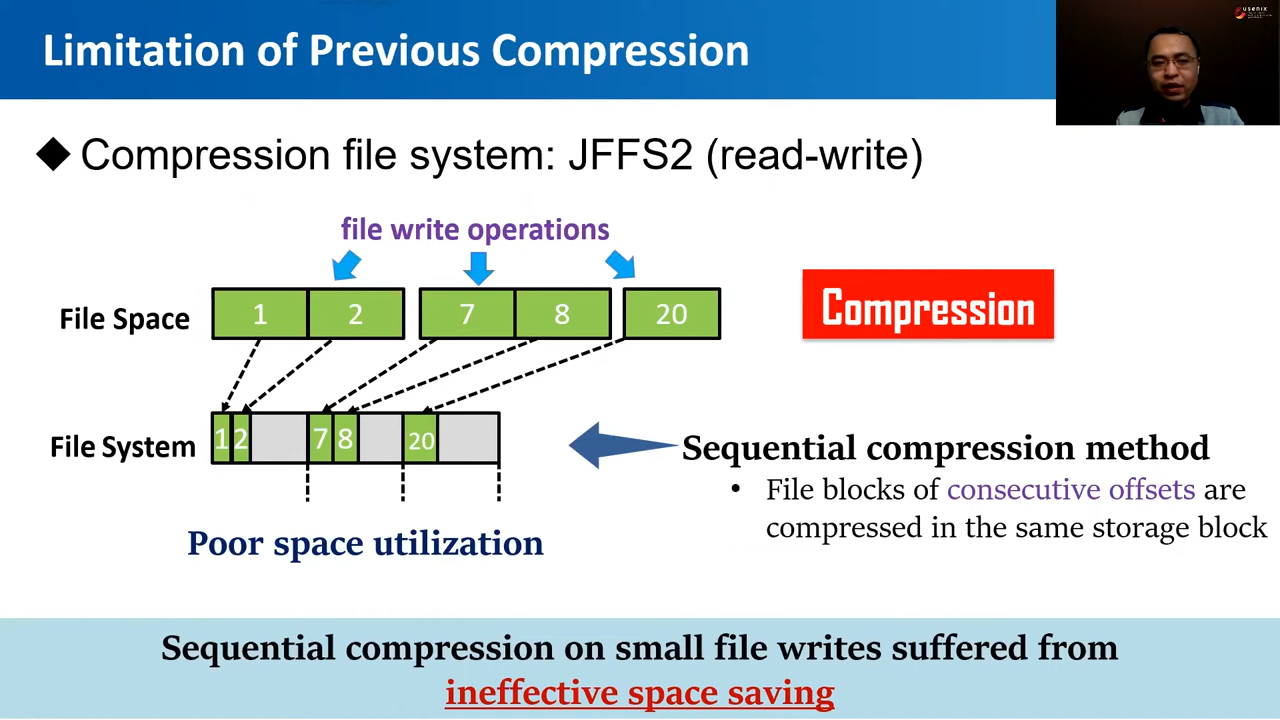 Limitation of Previous Compression
usenix
◆ Compression file system: JFFS2 (read-write)
file write operations
File Space
1 2 7 8 20
Compression
File System
1 2 7 8 20
Sequential compression method
• File blocks of consecutive offsets are
compressed in the same storage block
Poor space utilization
Sequential compression on small file writes suffered from
ineffective space saving